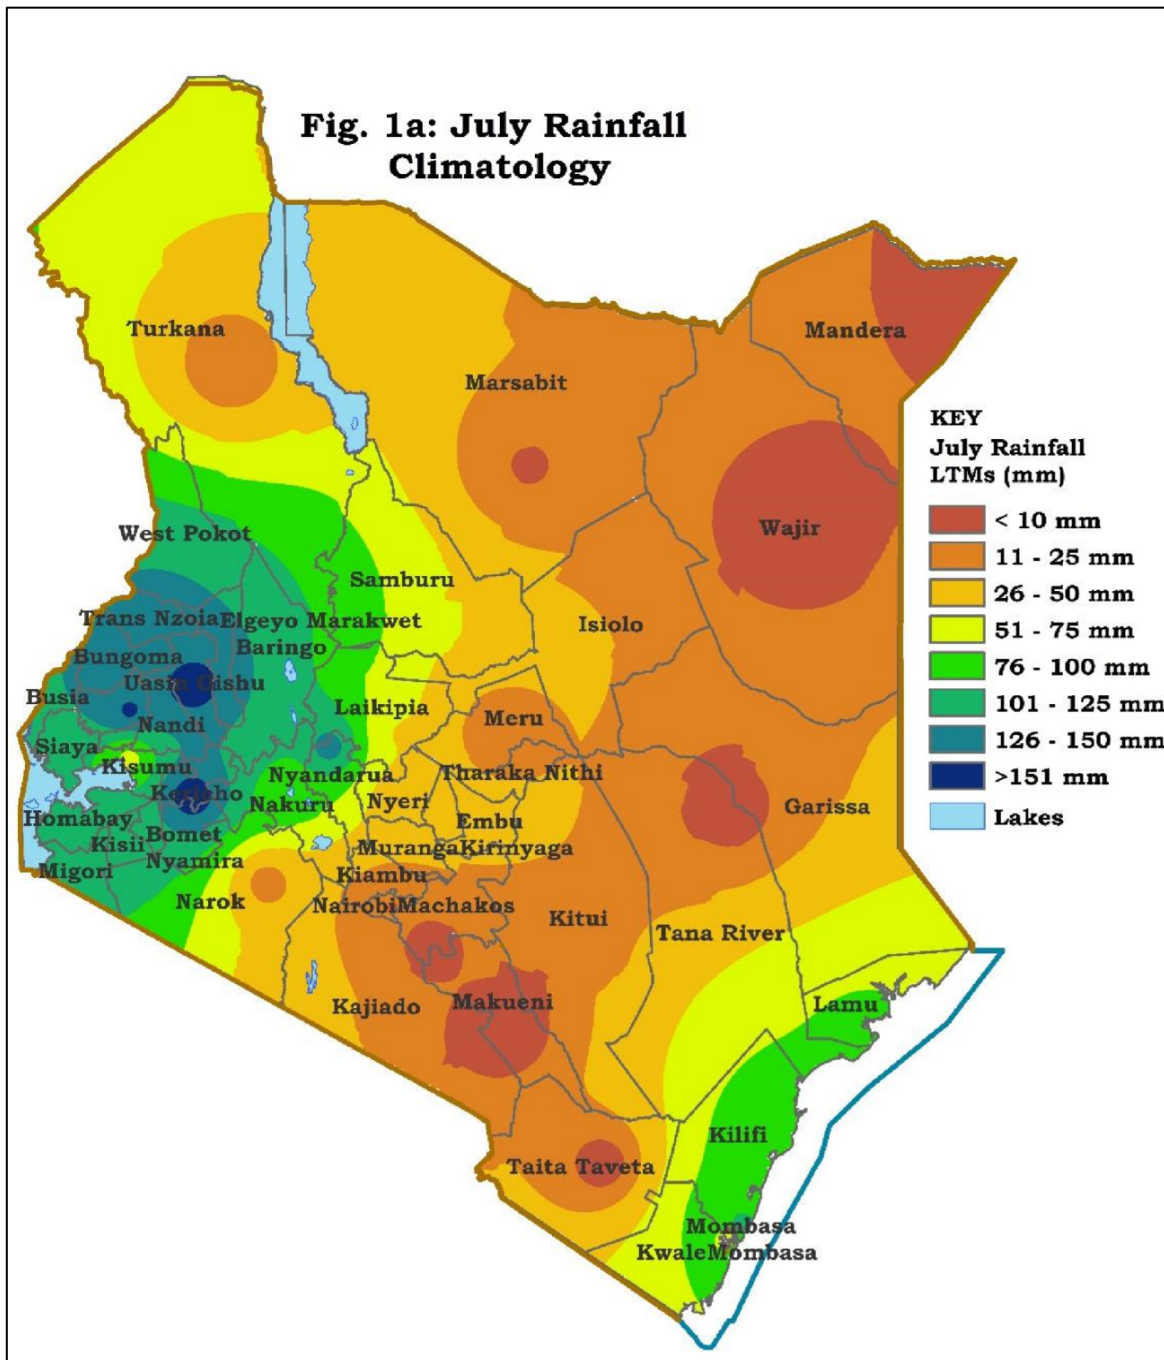 Fig. 1a: July Rainfall
Climatology
Turkana
Marsabit
Mandera
KEY
July Rainfall
LTMs (mm)
< 10 mm
11 - 25 mm
26 - 50 mm
51 - 75 mm
76 - 100 mm
101 - 125 mm
126 - 150 mm
>151 mm
Lakes
Wajir
West Pokot
Samburu
Trans Nzoia
Elgeyo Marakwet
Isiolo
Baringo
Bungoma
Uasin Gishu
Busia
Laikipia
Meru
Nandi
Siaya
Kisumu
Nyandarua
Tharaka Nithi
Kericho
Nakuru
Nyeri
Garissa
Homabay
Embu
Bomet
Kisii
Muranga
Kirinyaga
Nyamira
Migori
Kiambu
Narok
Nairobi
Machakos
Kitui
Tana River
Kajiado
Makueni
Lamu
Kilifi
Taita Taveta
Mombasa
Kwale
Mombasa